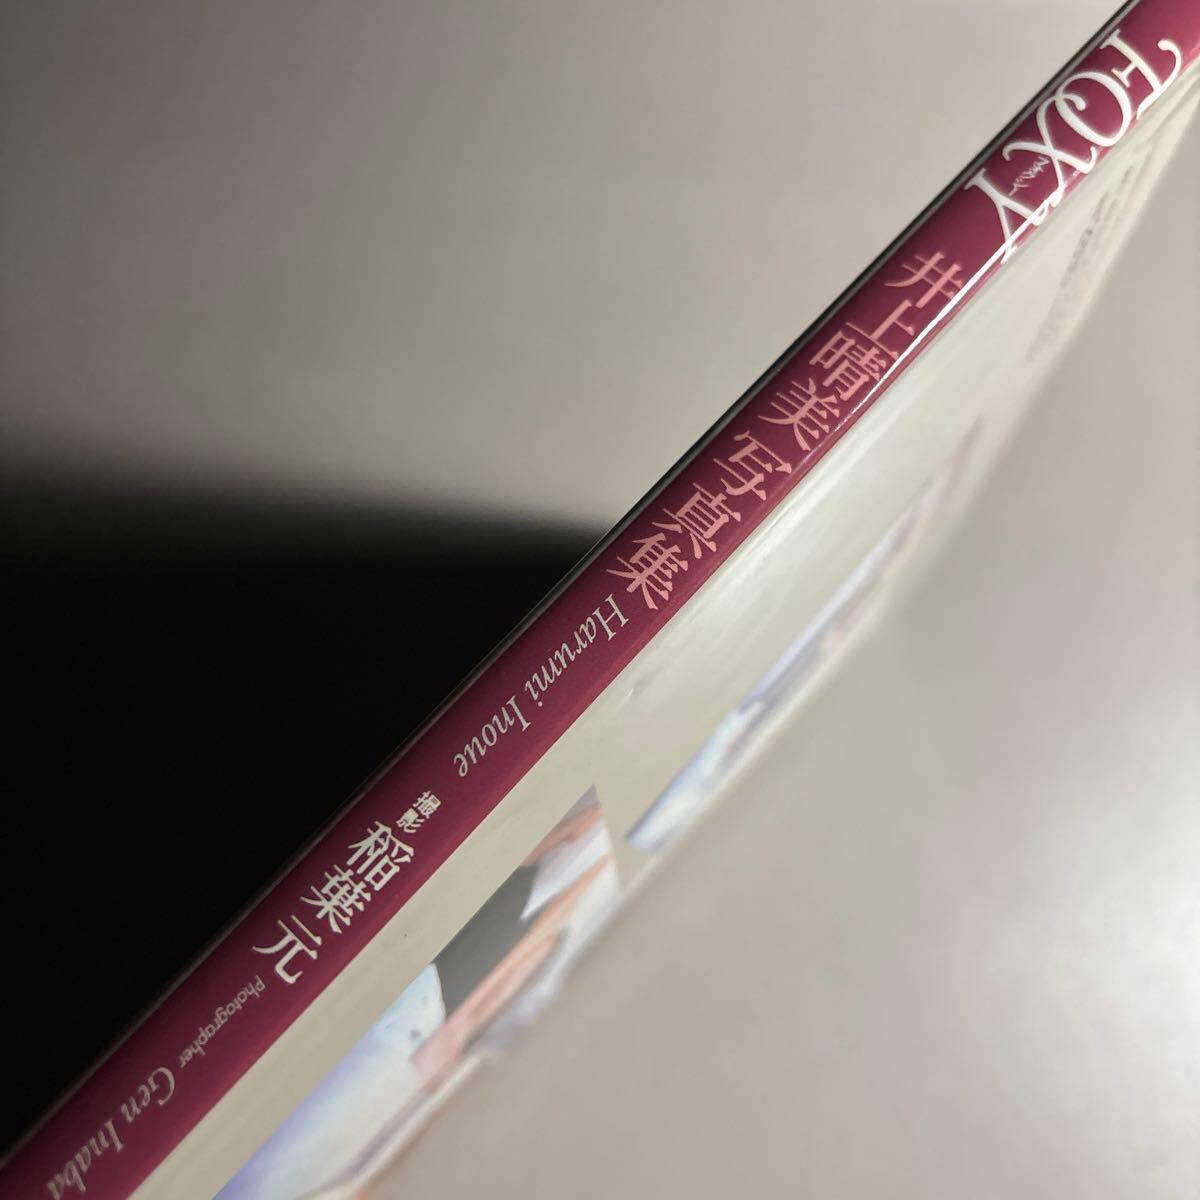 FOXY
フォクシー
井上晴美写真集
Harumi Inoue
撮影
稲葉元
Photographer Gen Inaba